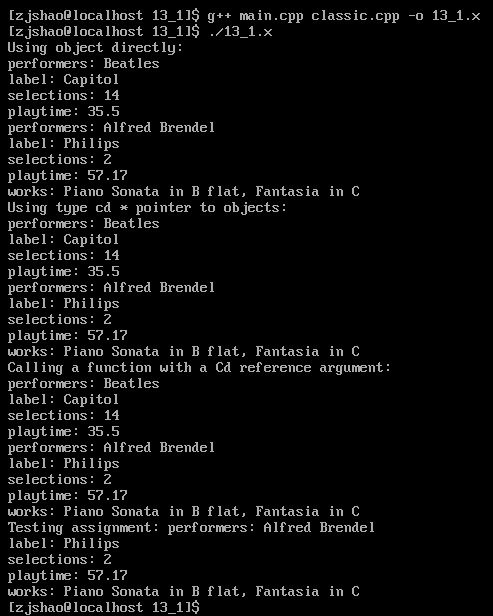 [zjshao@localhost 13_1]$ g++ main.cpp classic.cpp -o 13_1.x
[zjshao@localhost 13_1]$ ./13_1.x
Using object directly:
performers: Beatles
label: Capitol
selections: 14
playtime: 35.5
performers: Alfred Brendel
label: Philips
selections: 2
playtime: 57.17
works: Piano Sonata in B flat, Fantasia in C
Using type cd * pointer to objects:
performers: Beatles
label: Capitol
selections: 14
playtime: 35.5
performers: Alfred Brendel
label: Philips
selections: 2
playtime: 57.17
works: Piano Sonata in B flat, Fantasia in C
Calling a function with a Cd reference argument:
performers: Beatles
label: Capitol
selections: 14
playtime: 35.5
performers: Alfred Brendel
label: Philips
selections: 2
playtime: 57.17
works: Piano Sonata in B flat, Fantasia in C
Testing assignment: performers: Alfred Brendel
label: Philips
selections: 2
playtime: 57.17
works: Piano Sonata in B flat, Fantasia in C
[zjshao@localhost 13_1]$